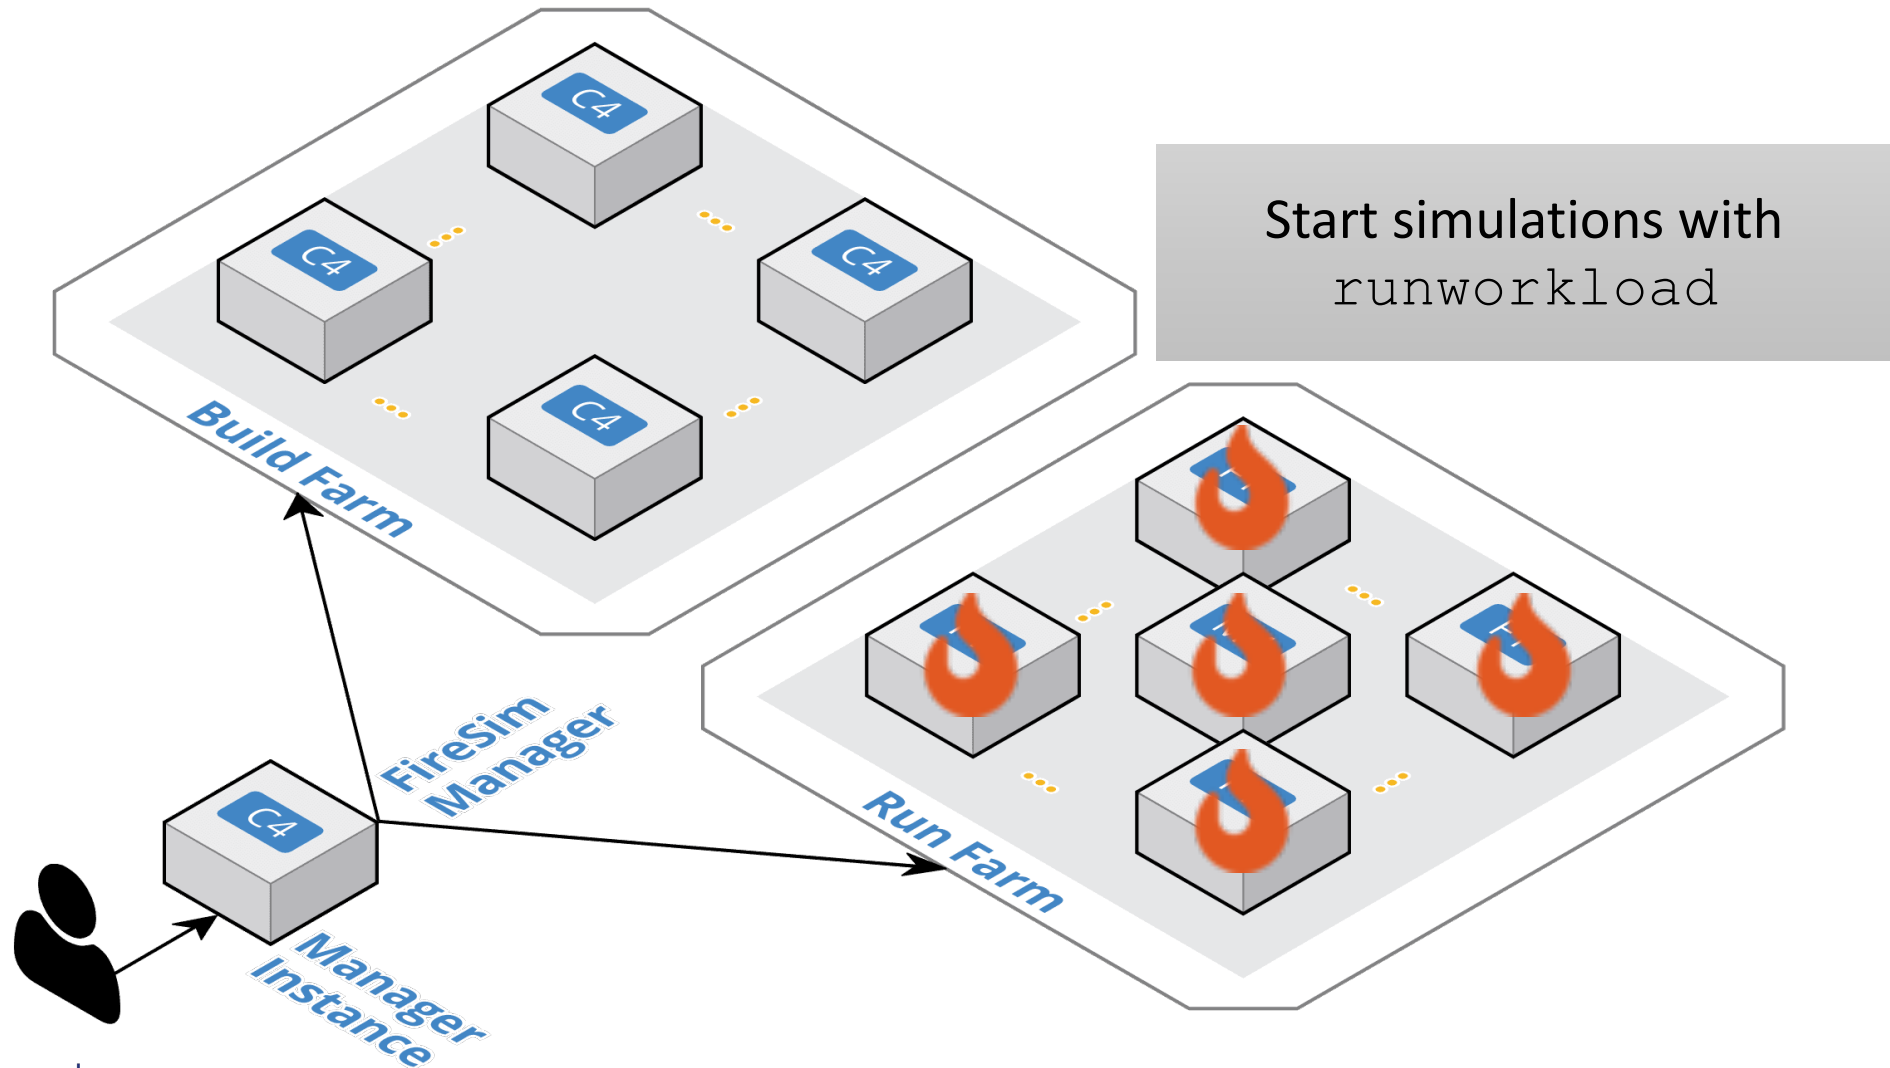 C4
C4
C4
C4
Build Farm
Start simulations with
runworkload
FireSim
Manager
C4
Run Farm
Manager
Instance